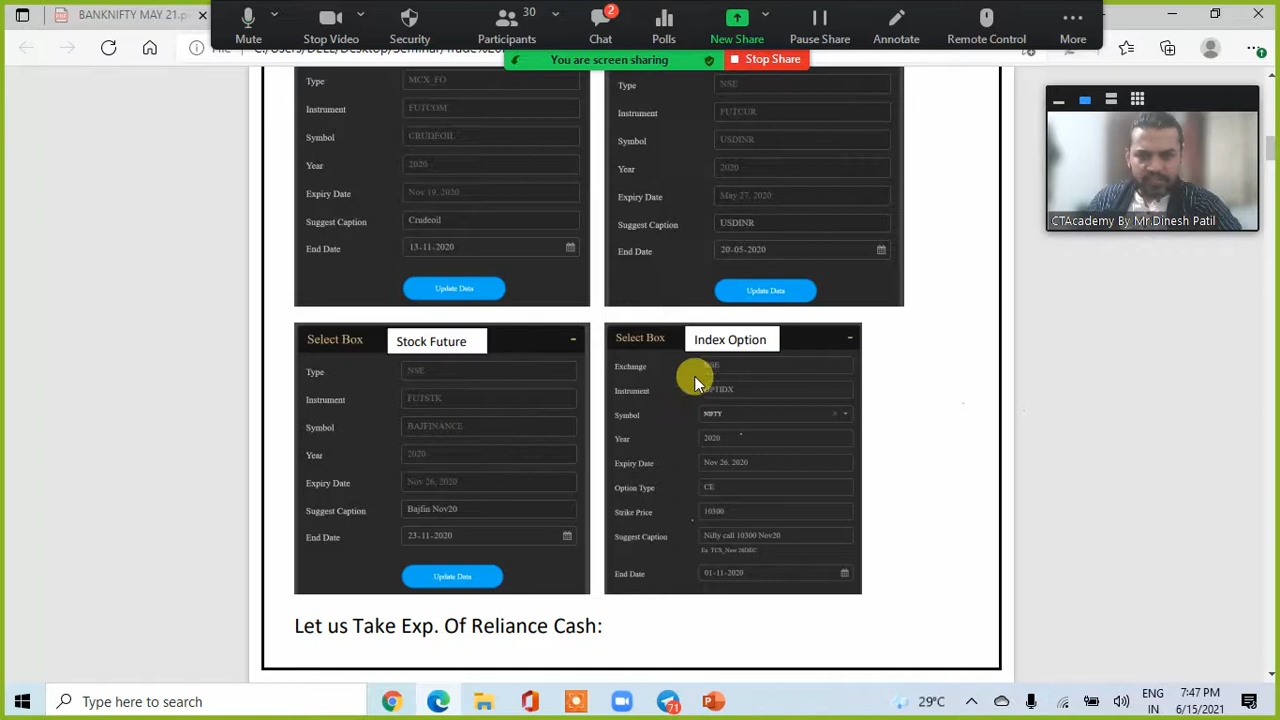 BANKNIFTY MAY 21.p
Mute
Stop Video
Security
30
Participants
2
Chat
Polls
New Share
Pause Share
Annotate
Remote Control
More
You are screen sharing
Stop Share
CTAcademy By Mr.Dinesh Patil
Type MCX_FO
Instrument FUTCOM
Symbol CRUDEOIL
Year 2020
Expiry Date Nov 19, 2020
Suggest Caption Crudeoil
End Date 13-11-2020
Update Data
Type NSE
Instrument FUTCUR
Symbol USDINR
Year 2020
Expiry Date May 27, 2020
Suggest Caption USDINR
End Date 20-05-2020
Update Data
Select Box Stock Future
Type NSE
Instrument FUTSTK
Symbol BAJFINANCE
Year 2020
Expiry Date Nov 26, 2020
Suggest Caption Bajfin Nov20
End Date 23-11-2020
Update Data
Select Box Index Option
Exchange NSE
Instrument OPTIDX
Symbol NIFTY
Year 2020
Expiry Date Nov 26, 2020
Option Type CE
Strike Price 10300
Suggest Caption Nifty call 10300 Nov20
Ex. TCS_Nov 26DEC
End Date 01-11-2020
Let us Take Exp. Of Reliance Cash:
Type here to search
71
29°C
ENG
IN
7:47 PM
6/15/2021